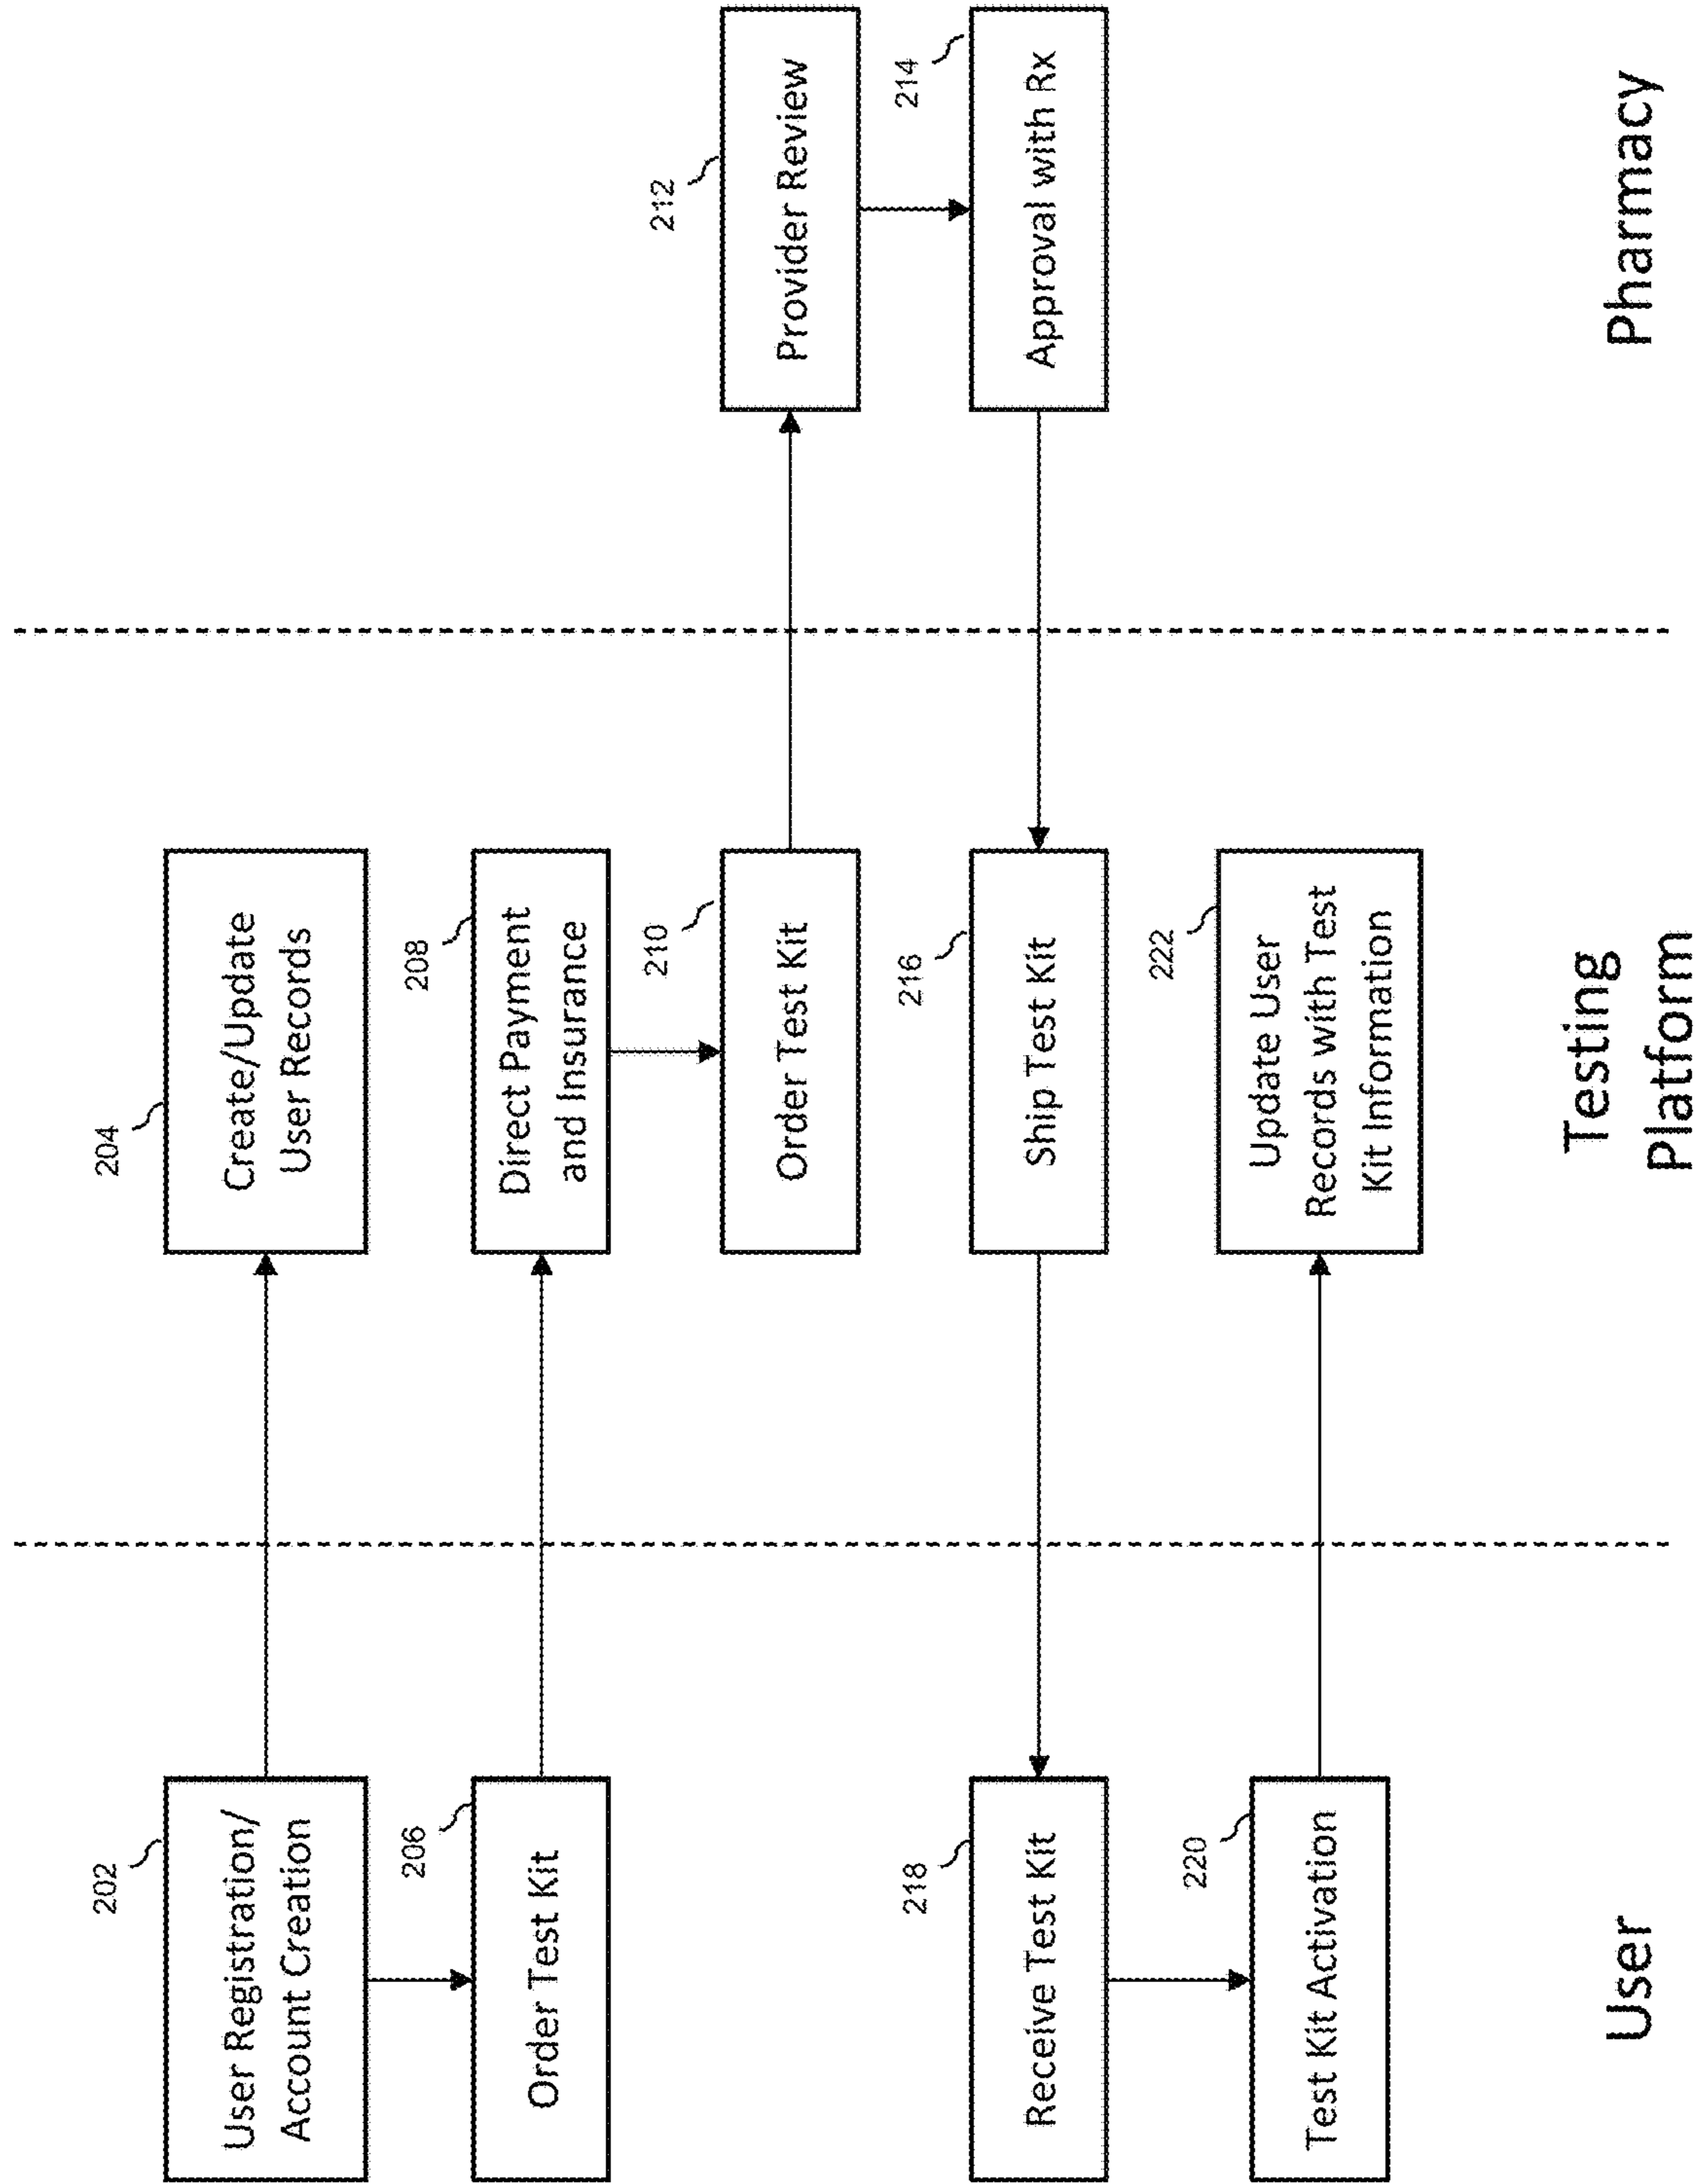 202
User Registration/
Account Creation
204
Create/Update
User Records
206
Order Test Kit
208
Direct Payment
and Insurance
210
Order Test Kit
212
Provider Review
214
Approval with Rx
216
Ship Test Kit
218
Receive Test Kit
220
Test Kit Activation
222
Update User
Records with Test
Kit Information
User
Testing
Platform
Pharmacy